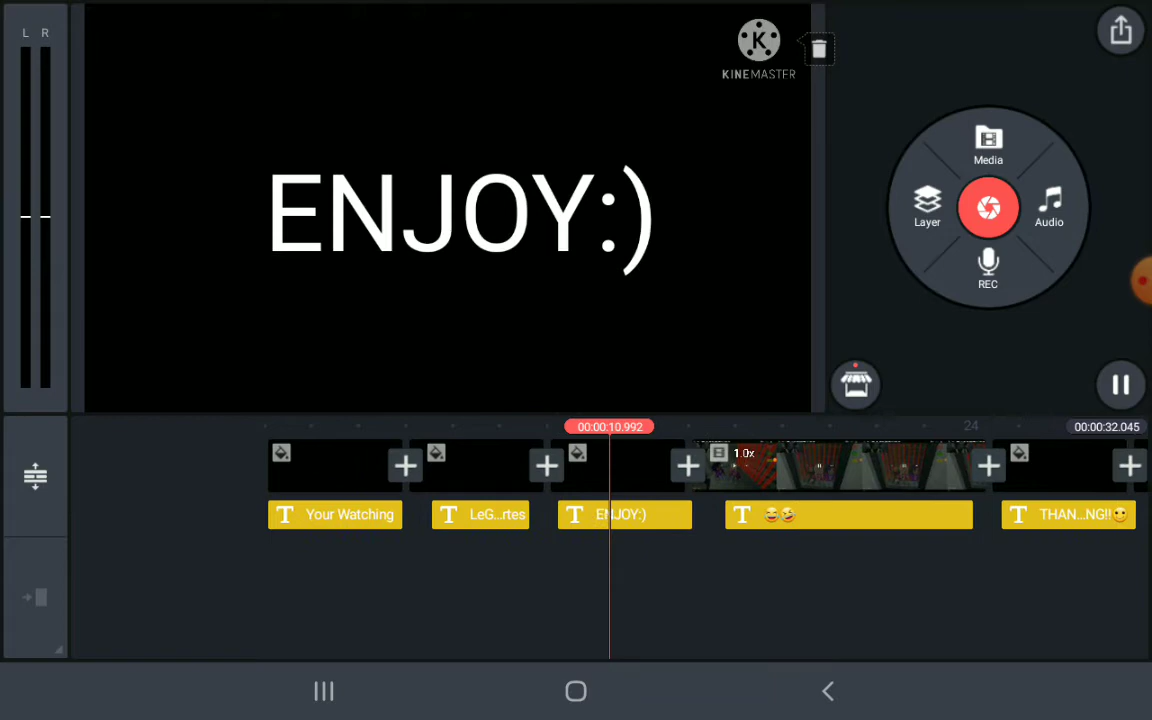 L R
KINEMASTER
ENJOY:)
Media
Layer
Audio
REC
00:00:10.992
24
00:00:32.045
1.0x
T Your Watching
T LeG...rtes
T ENJOY:)
T 😂🤣
T THAN...NG!!🙂